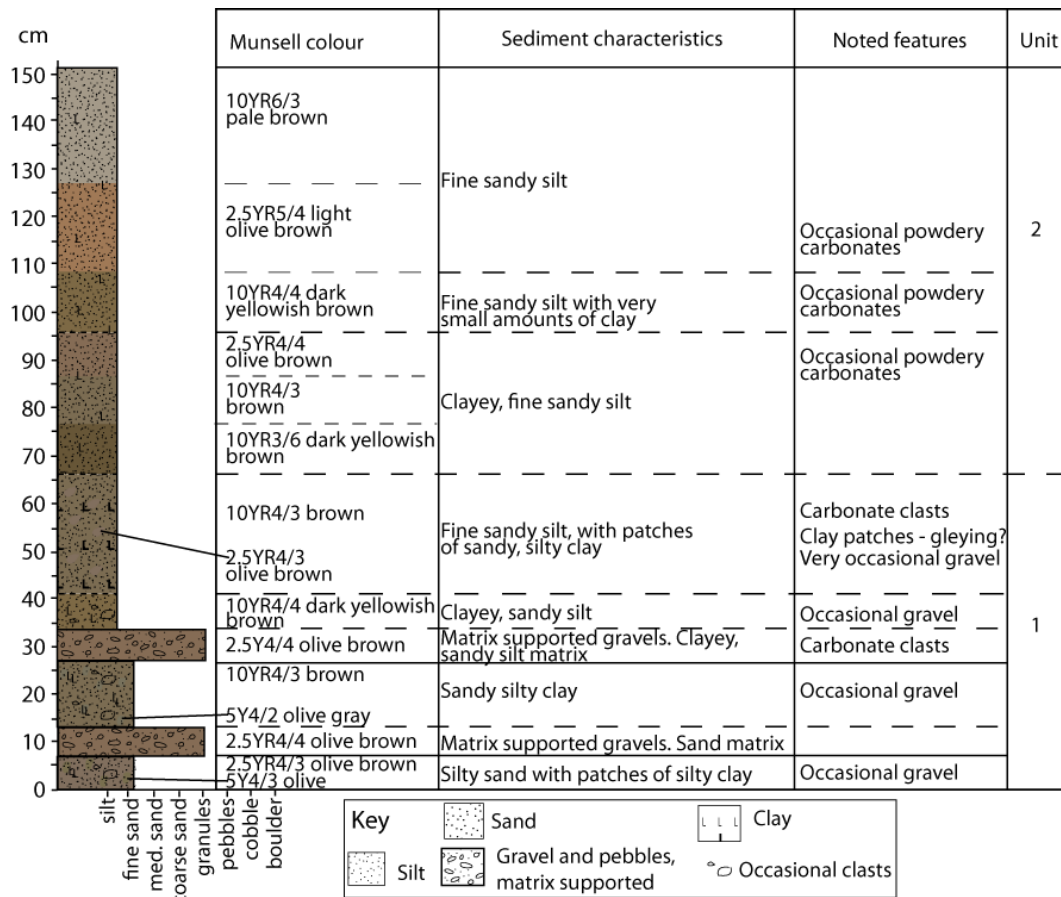 cm
Munsell colour
Sediment characteristics
Noted features
Unit
150
140
130
120
110
100
90
80
70
60
50
40
30
20
10
0
10YR6/3
pale brown
2.5YR5/4 light
olive brown
10YR4/4 dark
yellowish brown
2.5YR4/4
olive brown
10YR4/3
brown
10YR3/6 dark yellowish
brown
10YR4/3 brown
2.5YR4/3
olive brown
10YR4/4 dark yellowish
brown
2.5Y4/4 olive brown
10YR4/3 brown
5Y4/2 olive gray
2.5YR4/4 olive brown
2.5YR4/3 olive brown
5Y4/3 olive
Fine sandy silt
Fine sandy silt with very
small amounts of clay
Clayey, fine sandy silt
Fine sandy silt, with patches
of sandy, silty clay
Clayey, sandy silt
Matrix supported gravels. Clayey,
sandy silt matrix
Sandy silty clay
Matrix supported gravels. Sand matrix
Silty sand with patches of silty clay
Occasional powdery
carbonates
Occasional powdery
carbonates
Occasional powdery
carbonates
Carbonate clasts
Clay patches - gleying?
Very occasional gravel
Occasional gravel
Carbonate clasts
Occasional gravel
Occasional gravel
2
1
silt
fine sand
med. sand
coarse sand
granules
pebbles
cobble
boulder
Key
Sand
Clay
Silt
Gravel and pebbles,
matrix supported
Occasional clasts